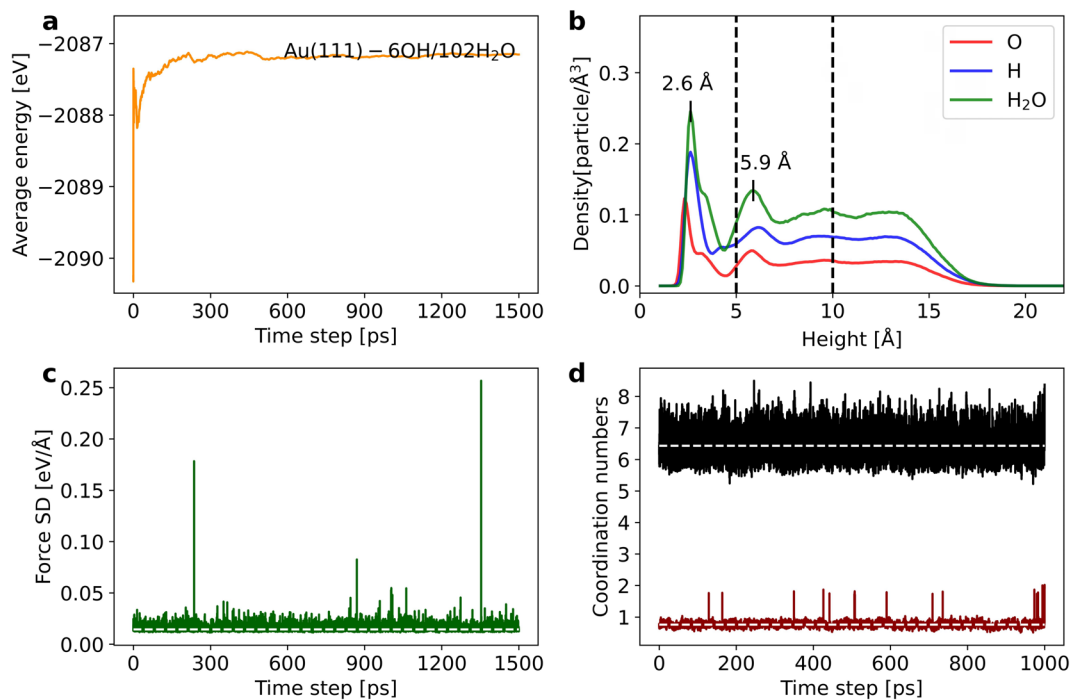 a
Average energy [eV]
−2087
−2088
−2089
−2090
Au(111) − 6OH/102H₂O
0 300 600 900 1200 1500
Time step [ps]
b
Density[particle/Å³]
0.3
0.2
0.1
0.0
2.6 Å
5.9 Å
O
H
H₂O
0 5 10 15 20
Height [Å]
c
Force SD [eV/Å]
0.25
0.20
0.15
0.10
0.05
0.00
0 300 600 900 1200 1500
Time step [ps]
d
Coordination numbers
8
7
6
5
4
3
2
1
0 200 400 600 800 1000
Time step [ps]